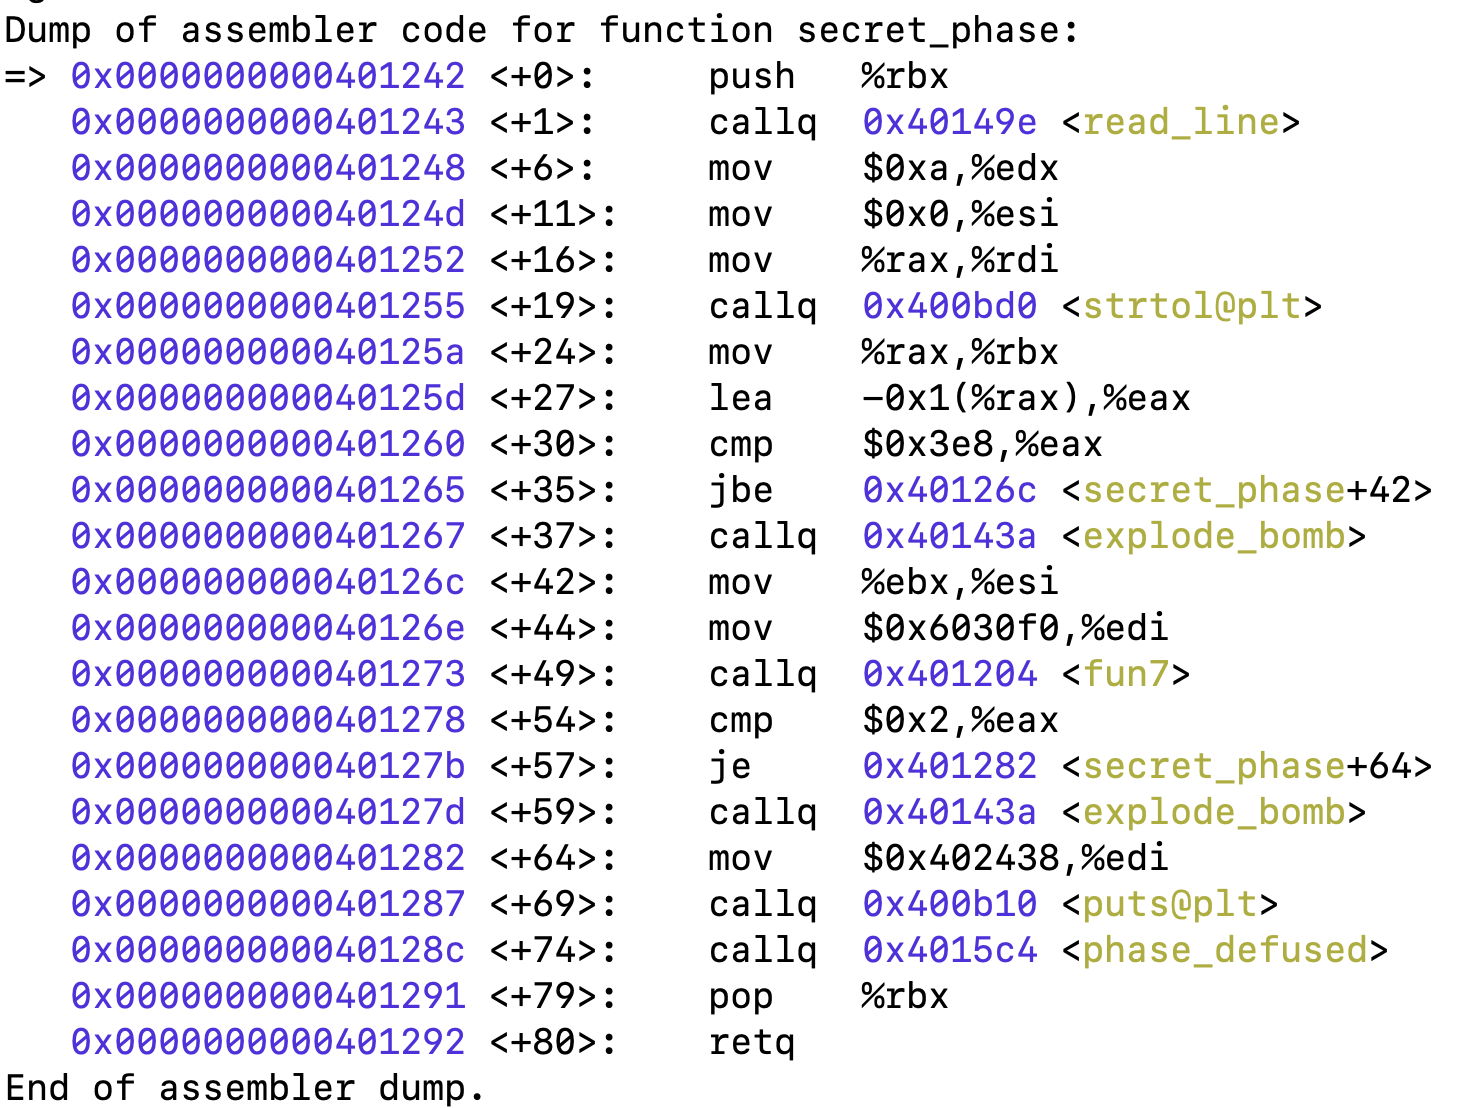 Dump of assembler code for function secret_phase:
=> 0x0000000000401242 <+0>:     push   %rbx
   0x0000000000401243 <+1>:     callq  0x40149e <read_line>
   0x0000000000401248 <+6>:     mov    $0xa,%edx
   0x000000000040124d <+11>:    mov    $0x0,%esi
   0x0000000000401252 <+16>:    mov    %rax,%rdi
   0x0000000000401255 <+19>:    callq  0x400bd0 <strtol@plt>
   0x000000000040125a <+24>:    mov    %rax,%rbx
   0x000000000040125d <+27>:    lea    -0x1(%rax),%eax
   0x0000000000401260 <+30>:    cmp    $0x3e8,%eax
   0x0000000000401265 <+35>:    jbe    0x40126c <secret_phase+42>
   0x0000000000401267 <+37>:    callq  0x40143a <explode_bomb>
   0x000000000040126c <+42>:    mov    %ebx,%esi
   0x000000000040126e <+44>:    mov    $0x6030f0,%edi
   0x0000000000401273 <+49>:    callq  0x401204 <fun7>
   0x0000000000401278 <+54>:    cmp    $0x2,%eax
   0x000000000040127b <+57>:    je     0x401282 <secret_phase+64>
   0x000000000040127d <+59>:    callq  0x40143a <explode_bomb>
   0x0000000000401282 <+64>:    mov    $0x402438,%edi
   0x0000000000401287 <+69>:    callq  0x400b10 <puts@plt>
   0x000000000040128c <+74>:    callq  0x4015c4 <phase_defused>
   0x0000000000401291 <+79>:    pop    %rbx
   0x0000000000401292 <+80>:    retq
End of assembler dump.